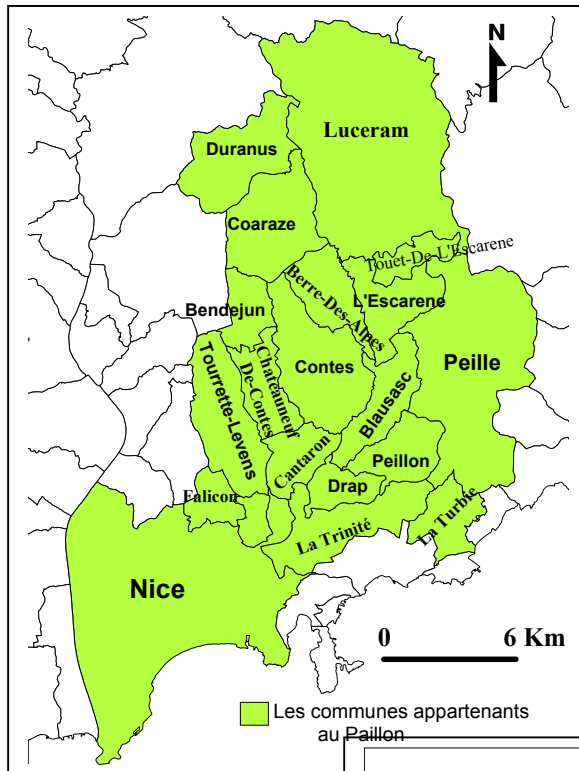 N
Luceram
Duranus
Coaraze
Touet-De-L'Escarene
Berre-Des-Alpes
L'Escarene
Bendejun
Tourrette-Levens
Chateauneuf
De-Contes
Contes
Peille
Blausasc
Cantaron
Peillon
Falicon
Drap
La Turbie
La Trinité
Nice
0 6 Km
Les communes appartenants
au Paillon